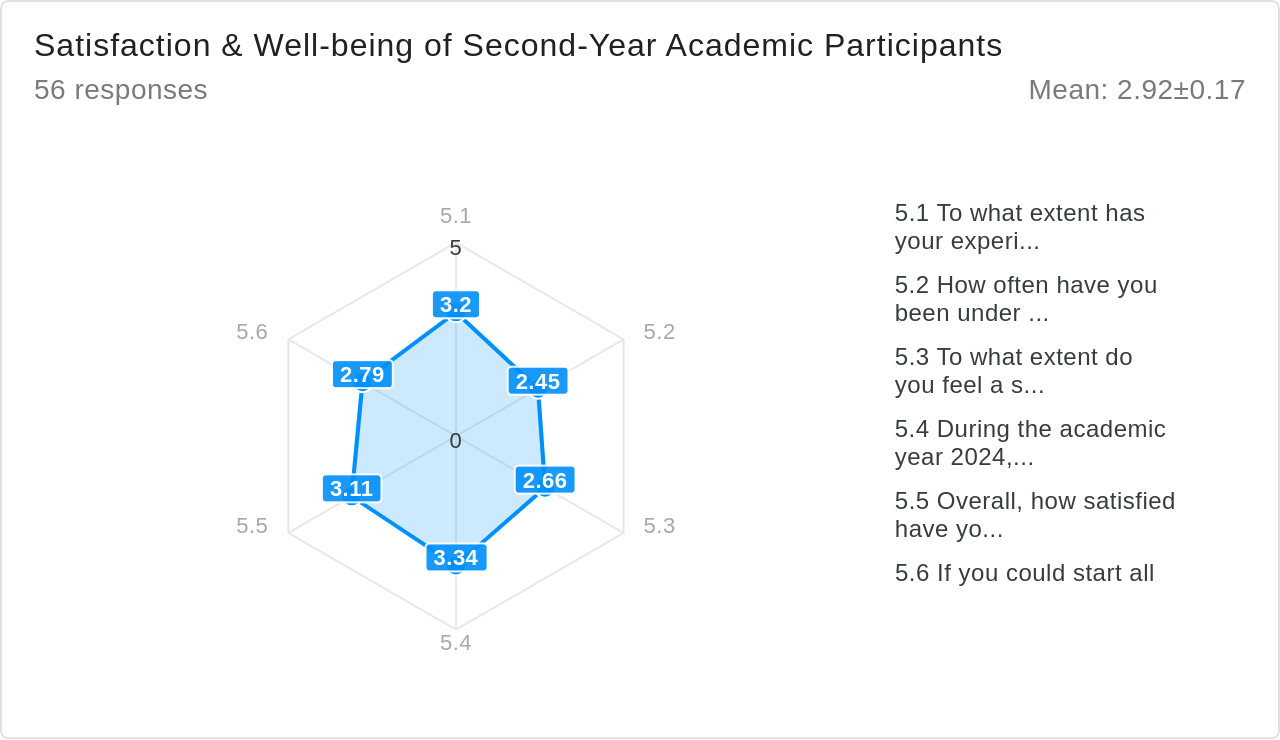 Satisfaction & Well-being of Second-Year Academic Participants
56 responses
Mean: 2.92±0.17
5.1
5
3.2
5.6
5.2
2.79
2.45
0
2.66
3.11
5.5
5.3
3.34
5.4
5.1 To what extent has
your experi...
5.2 How often have you
been under ...
5.3 To what extent do
you feel a s...
5.4 During the academic
year 2024,...
5.5 Overall, how satisfied
have yo...
5.6 If you could start all